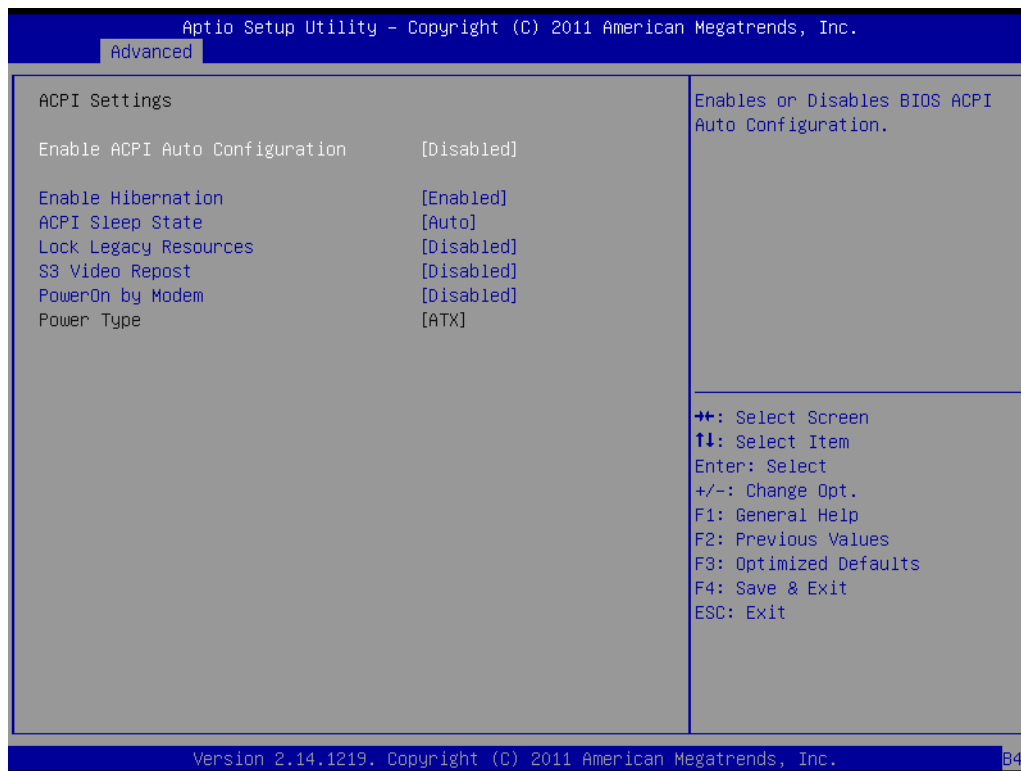 Aptio Setup Utility – Copyright (C) 2011 American Megatrends, Inc.
Advanced
ACPI Settings
Enable ACPI Auto Configuration [Disabled]
Enable Hibernation [Enabled]
ACPI Sleep State [Auto]
Lock Legacy Resources [Disabled]
S3 Video Repost [Disabled]
PowerOn by Modem [Disabled]
Power Type [ATX]
Enables or Disables BIOS ACPI
Auto Configuration.
→←: Select Screen
↑↓: Select Item
Enter: Select
+/-: Change Opt.
F1: General Help
F2: Previous Values
F3: Optimized Defaults
F4: Save & Exit
ESC: Exit
Version 2.14.1219. Copyright (C) 2011 American Megatrends, Inc.
B4